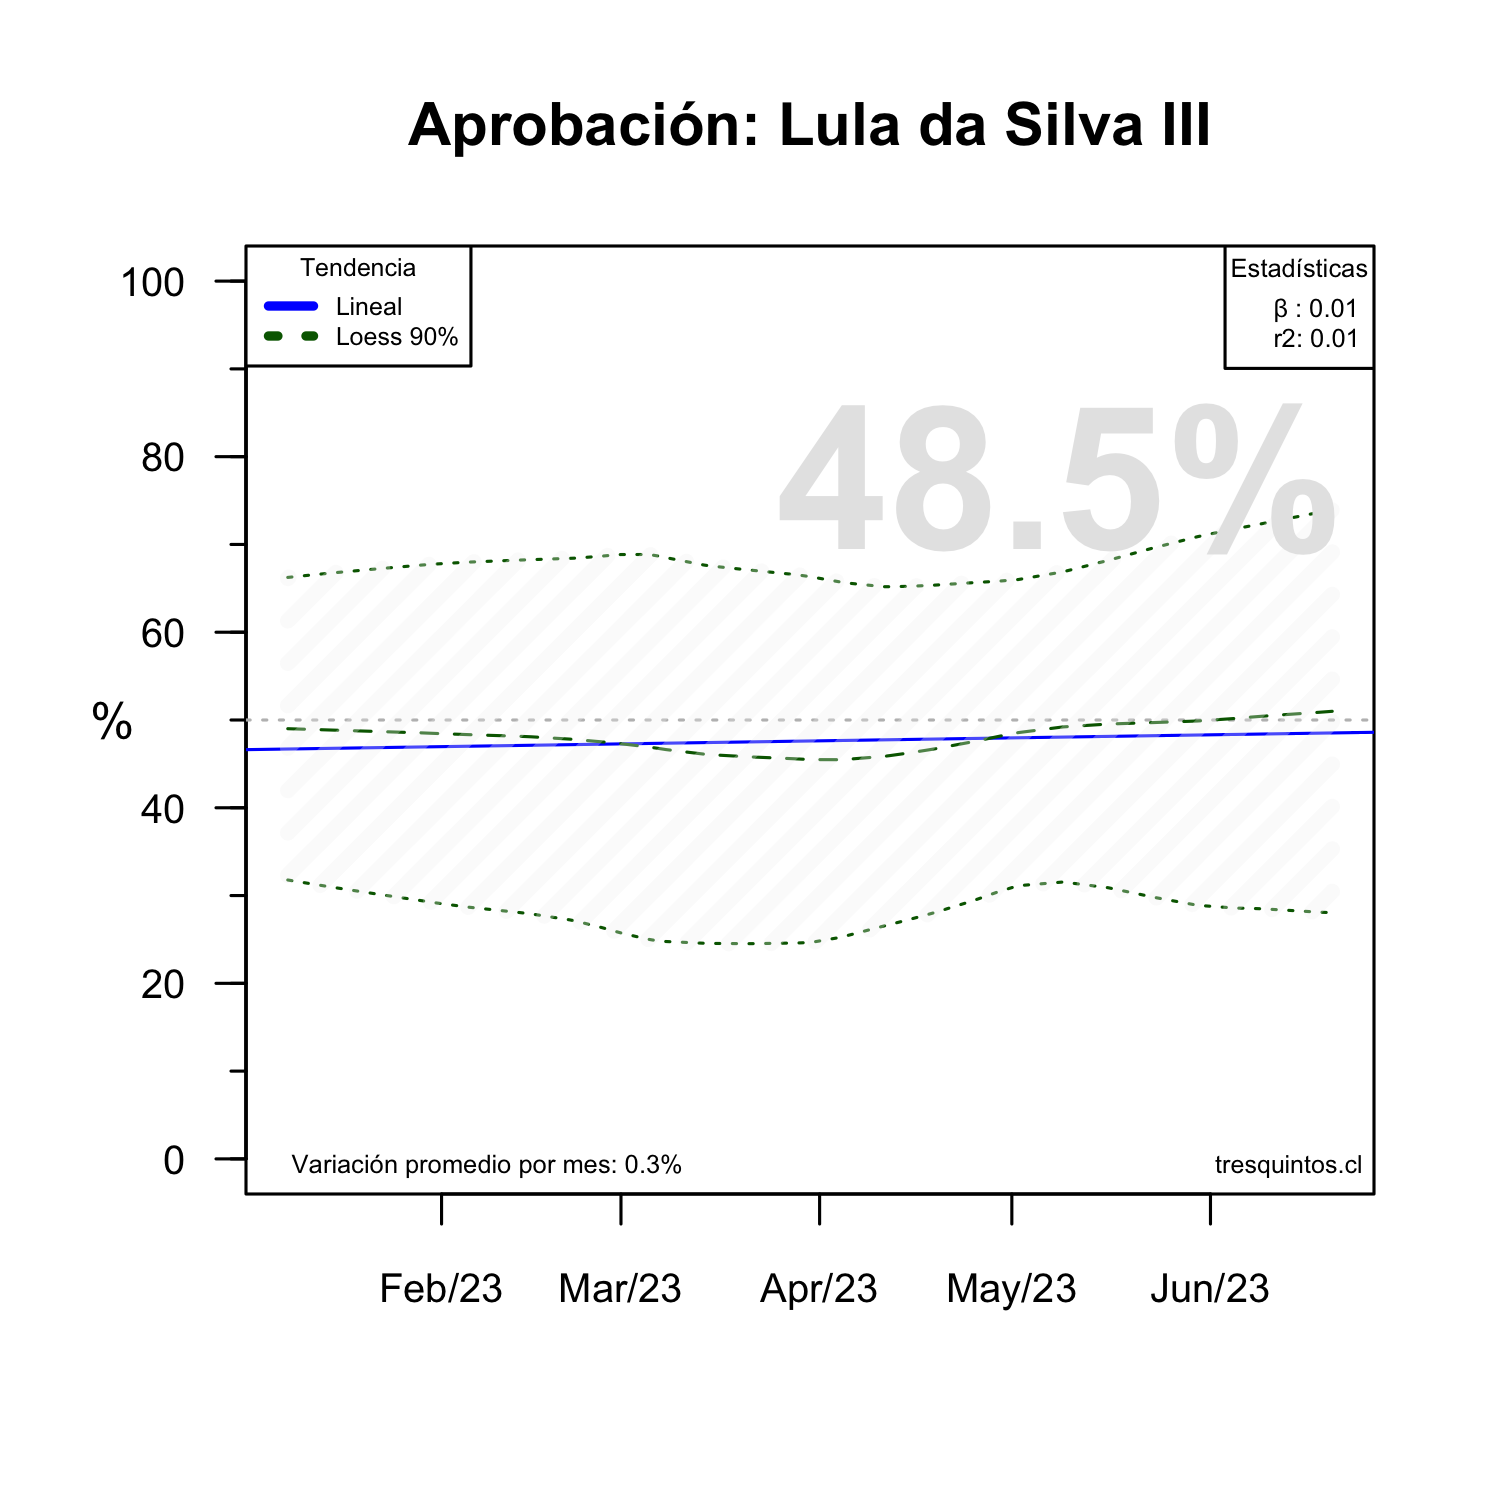 Aprobación: Lula da Silva III
Tendencia
Lineal
Loess 90%
Estadísticas
β : 0.01
r2: 0.01
48.5%
100
80
60
%
40
20
0
Variación promedio por mes: 0.3%
tresquintos.cl
Feb/23 Mar/23 Apr/23 May/23 Jun/23